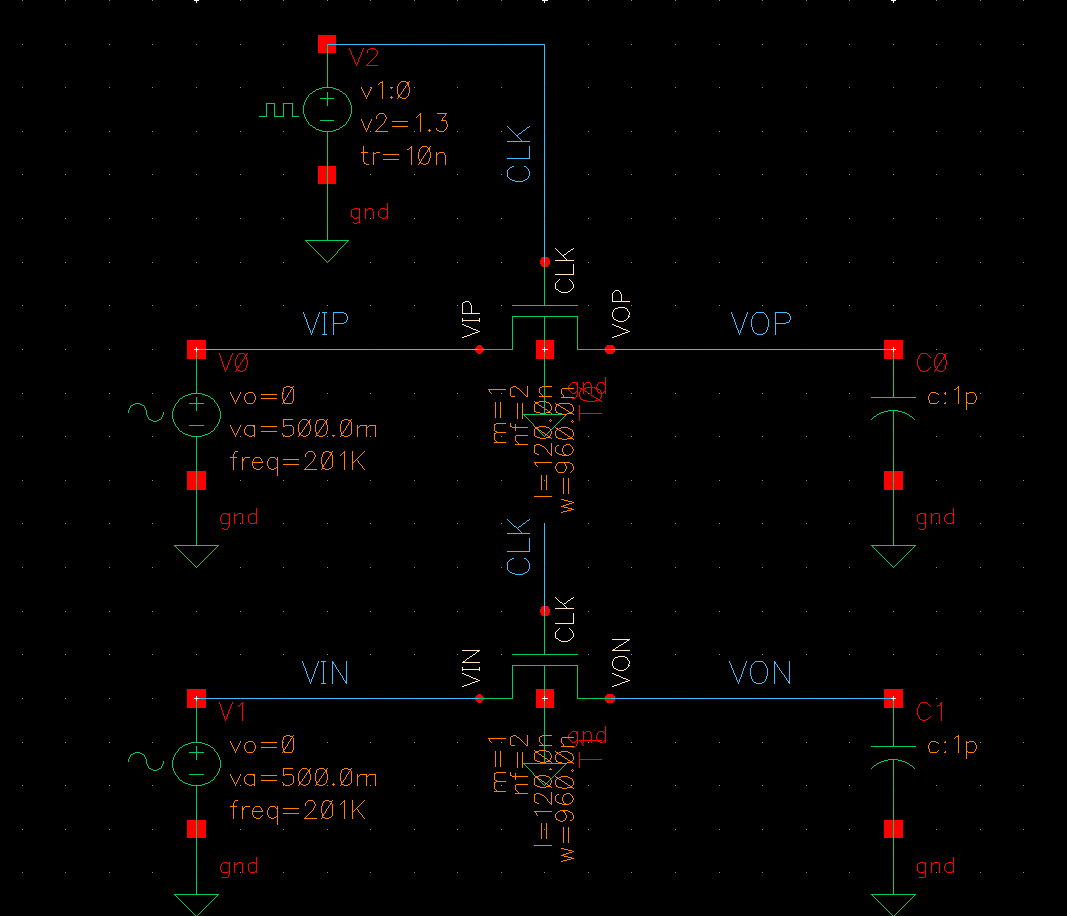 V2
v1:0
v2=1.3
tr=10n
gnd
CLK
CLK
VIP
VIP
VOP
VOP
V0
vo=0
va=500.0m
freq=201K
gnd
m=1
nf=2
l=120.0n
w=960.0n
gnd
T0
C0
c:1p
gnd
CLK
CLK
VIN
VIN
VON
VON
V1
vo=0
va=500.0m
freq=201K
gnd
m=1
nf=2
l=120.0n
w=960.0n
gnd
T1
C1
c:1p
gnd